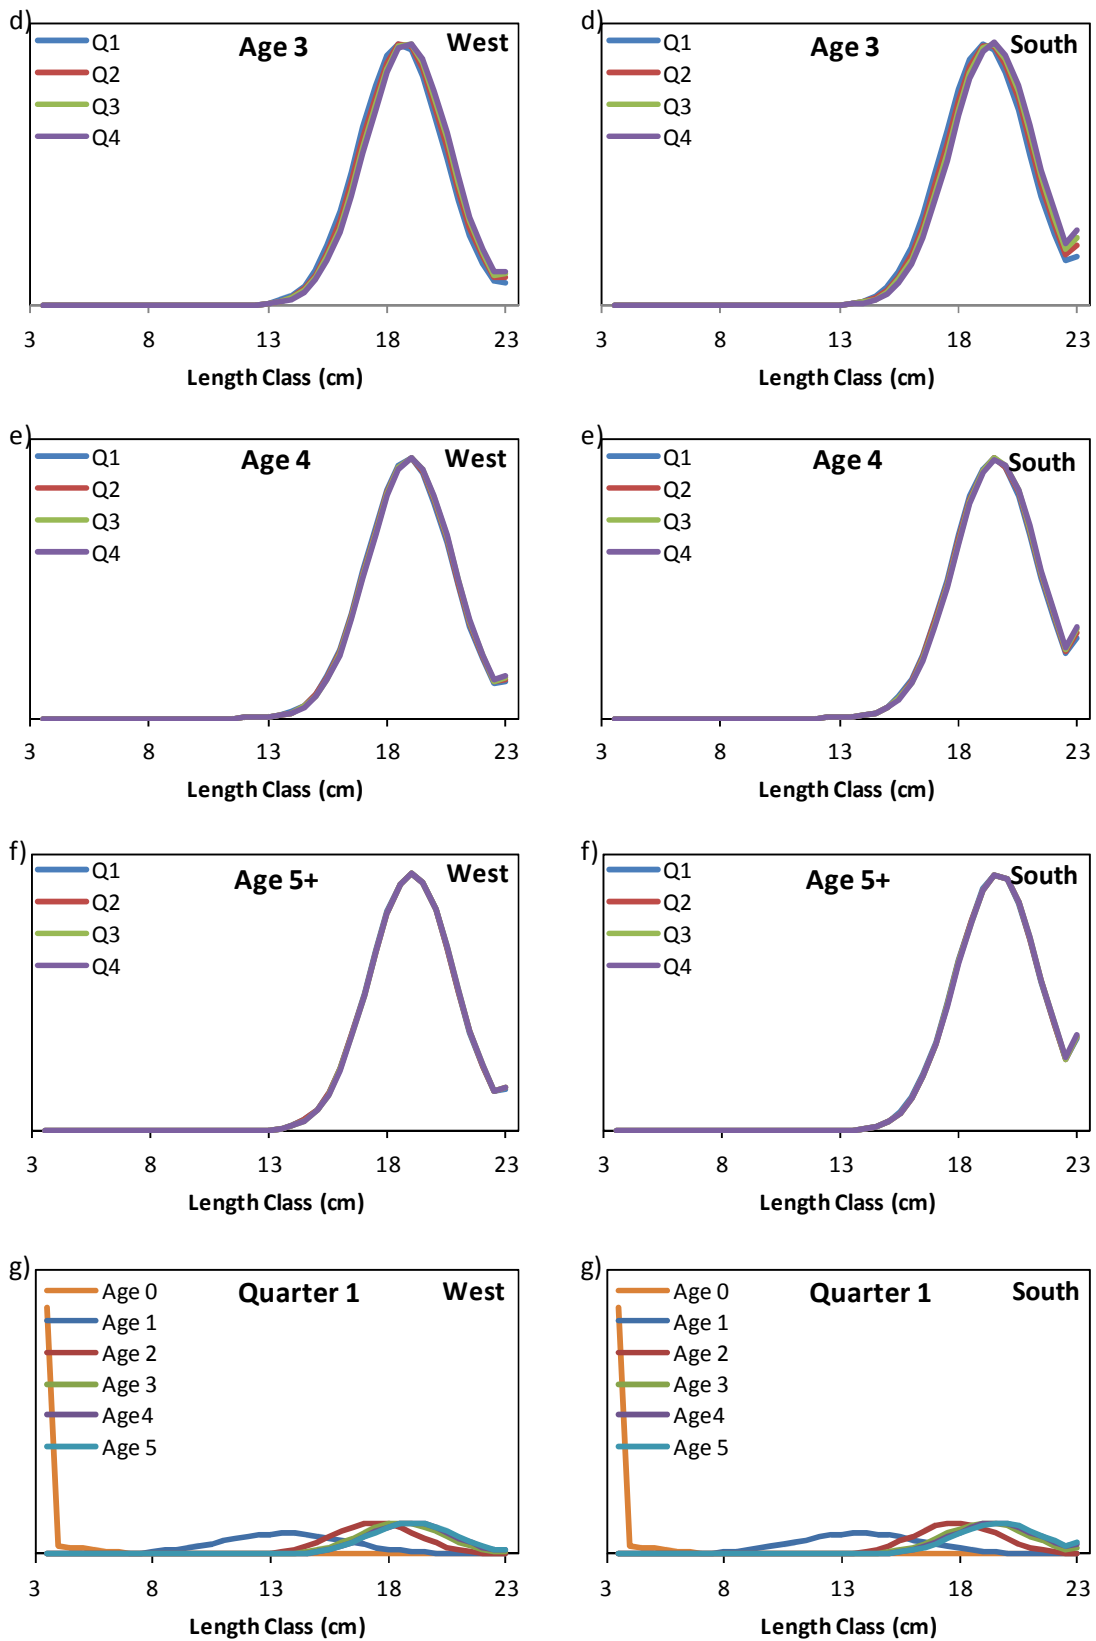 d)
Age 3
West
Q1
Q2
Q3
Q4
3 8 13 18 23
Length Class (cm)
d)
Age 3
South
Q1
Q2
Q3
Q4
3 8 13 18 23
Length Class (cm)
e)
Age 4
West
Q1
Q2
Q3
Q4
3 8 13 18 23
Length Class (cm)
e)
Age 4
South
Q1
Q2
Q3
Q4
3 8 13 18 23
Length Class (cm)
f)
Age 5+
West
Q1
Q2
Q3
Q4
3 8 13 18 23
Length Class (cm)
f)
Age 5+
South
Q1
Q2
Q3
Q4
3 8 13 18 23
Length Class (cm)
g)
Quarter 1
West
Age 0
Age 1
Age 2
Age 3
Age4
Age 5
3 8 13 18 23
Length Class (cm)
g)
Quarter 1
South
Age 0
Age 1
Age 2
Age 3
Age4
Age 5
3 8 13 18 23
Length Class (cm)